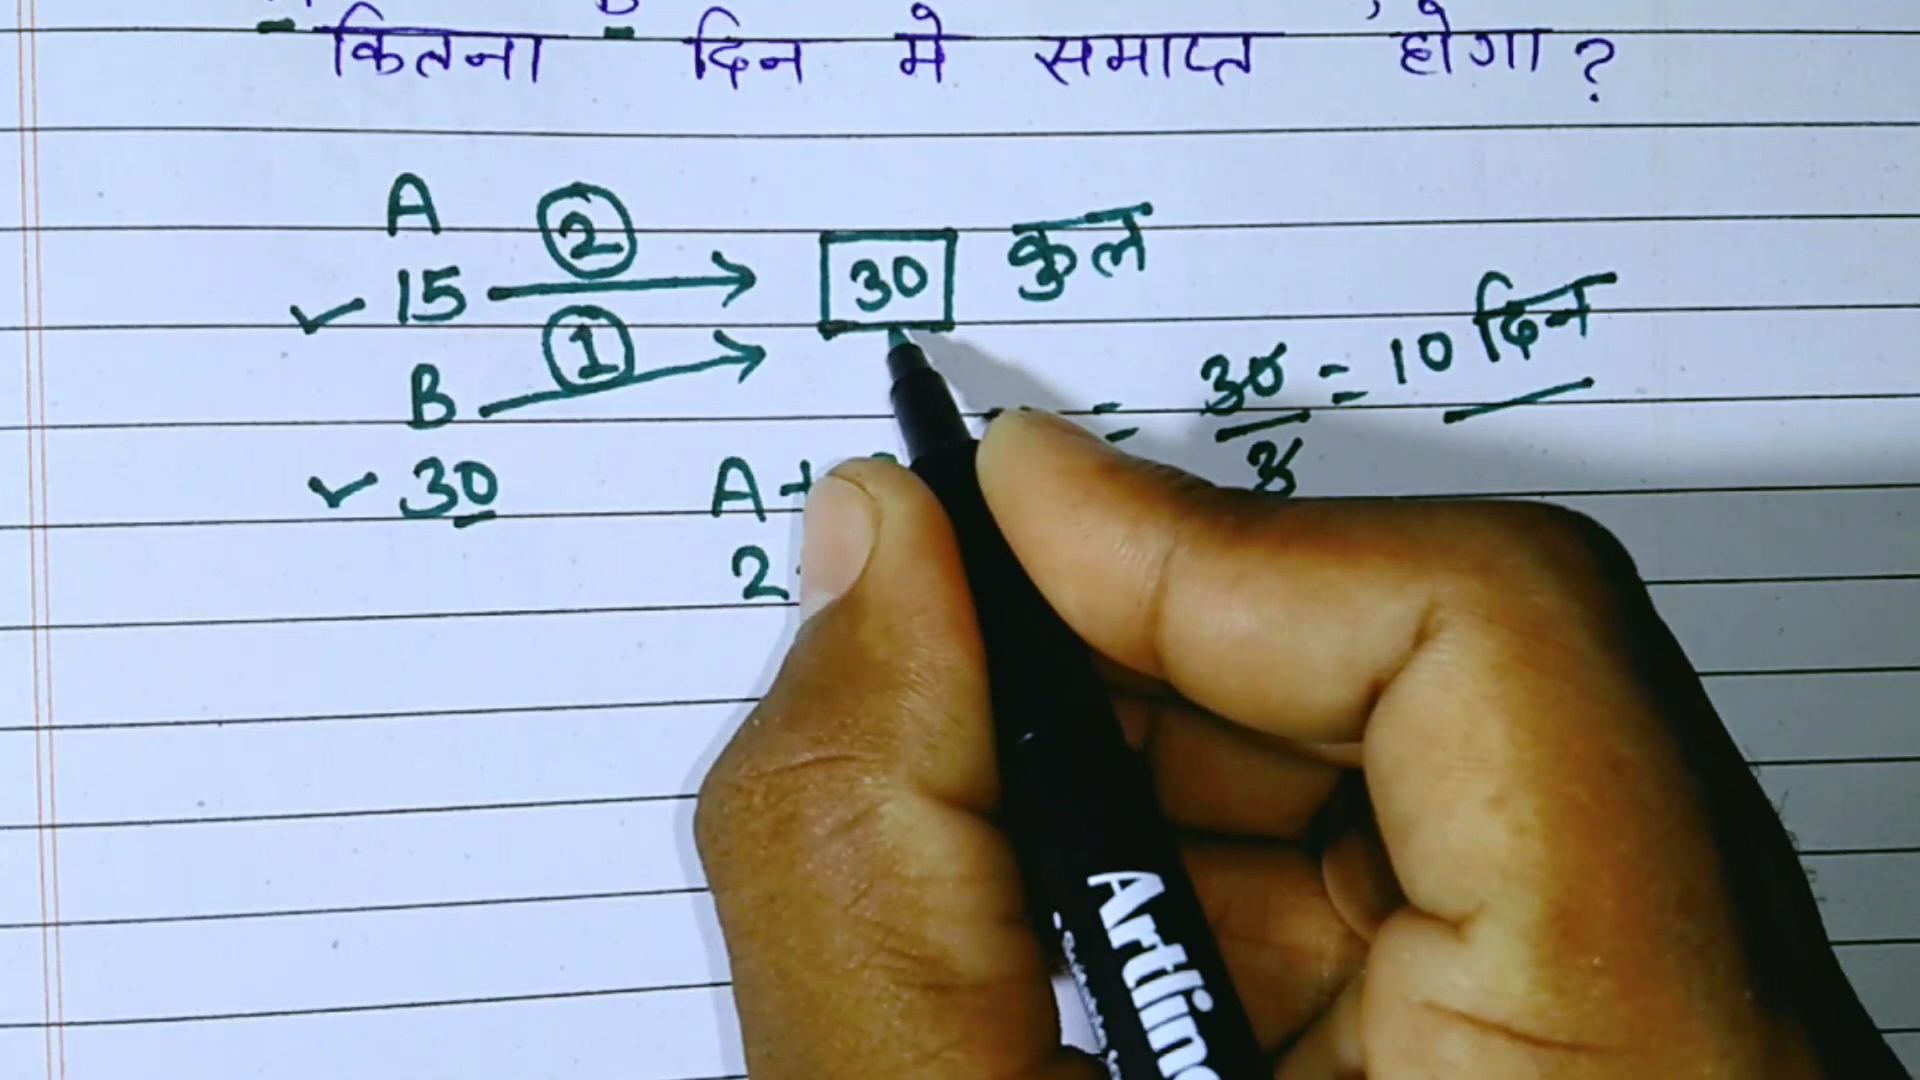 कितना दिन मे समाप्त होगा ?
A
② 30 कुल
✓ 15
① = 30/3 = 10 दिन
B
✓ 30 A +
2
Artline